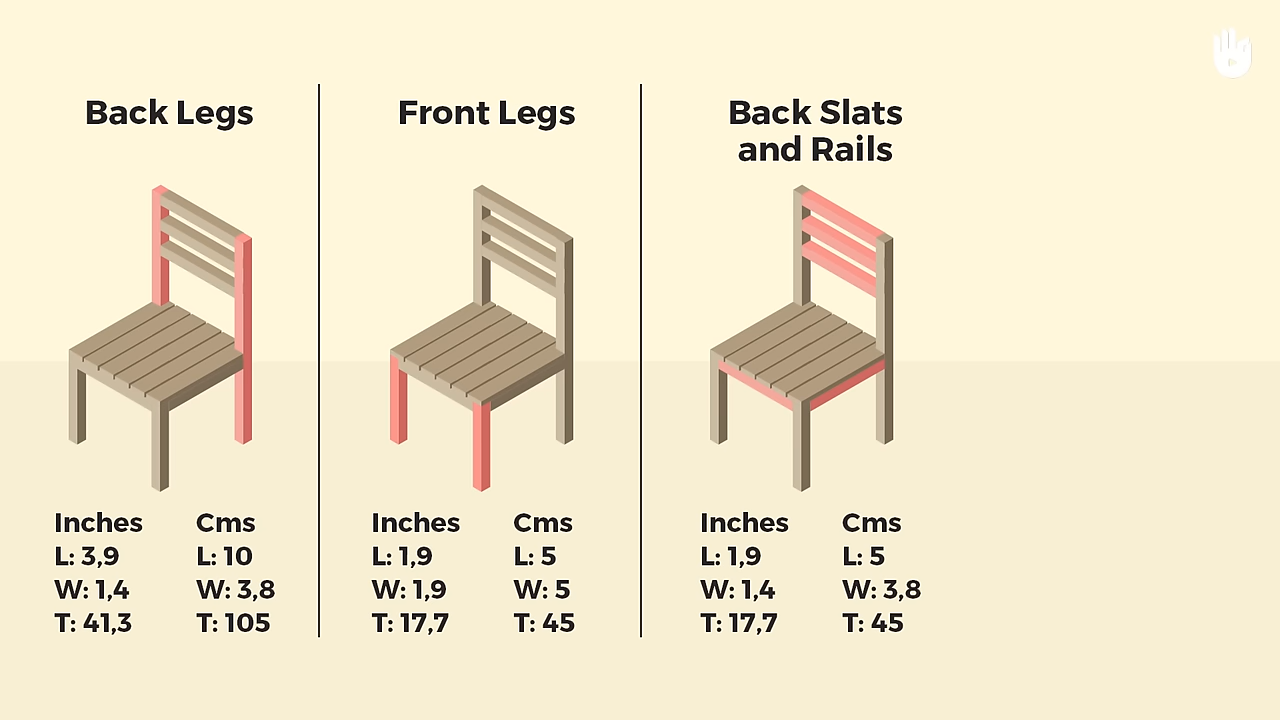 Back Legs
Inches
L: 3,9
W: 1,4
T: 41,3
Cms
L: 10
W: 3,8
T: 105
Front Legs
Inches
L: 1,9
W: 1,9
T: 17,7
Cms
L: 5
W: 5
T: 45
Back Slats
and Rails
Inches
L: 1,9
W: 1,4
T: 17,7
Cms
L: 5
W: 3,8
T: 45